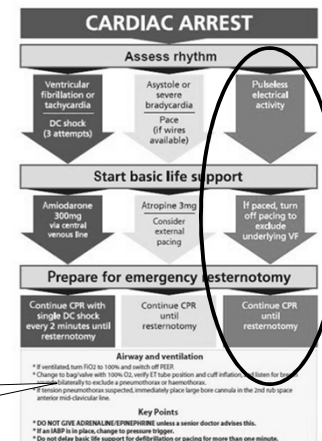 CARDIAC ARREST
Assess rhythm
Ventricular
fibrillation or
tachycardia
DC shock
(3 attempts)
Asystole or
severe
bradycardia
Pace
(if wires
available)
Pulseless
electrical
activity
Start basic life support
Amiodarone
300mg
via central
venous line
Atropine 3mg
Consider
external
pacing
If paced, turn
off pacing to
exclude
underlying VF
Prepare for emergency resternotomy
Continue CPR with
single DC shock
every 2 minutes until
resternotomy
Continue CPR
until
resternotomy
Continue CPR
until
resternotomy
Airway and ventilation
* If ventilated, turn FiO2 to 100% and switch off PEEP.
* Change to bag/valve with 100% O2, verify ET tube position and cuff inflation, and listen for breath
sounds bilaterally to exclude a pneumothorax or haemothorax.
* If tension pneumothorax suspected, immediately place large bore cannula in the 2nd rib space
anterior mid-clavicular line.
Key Points
* DO NOT GIVE ADRENALINE/EPINEPHRINE unless a senior doctor advises this.
* If an IABP is in place, change to pressure trigger.
* Do not delay basic life support for defibrillation or pacing for more than one minute.